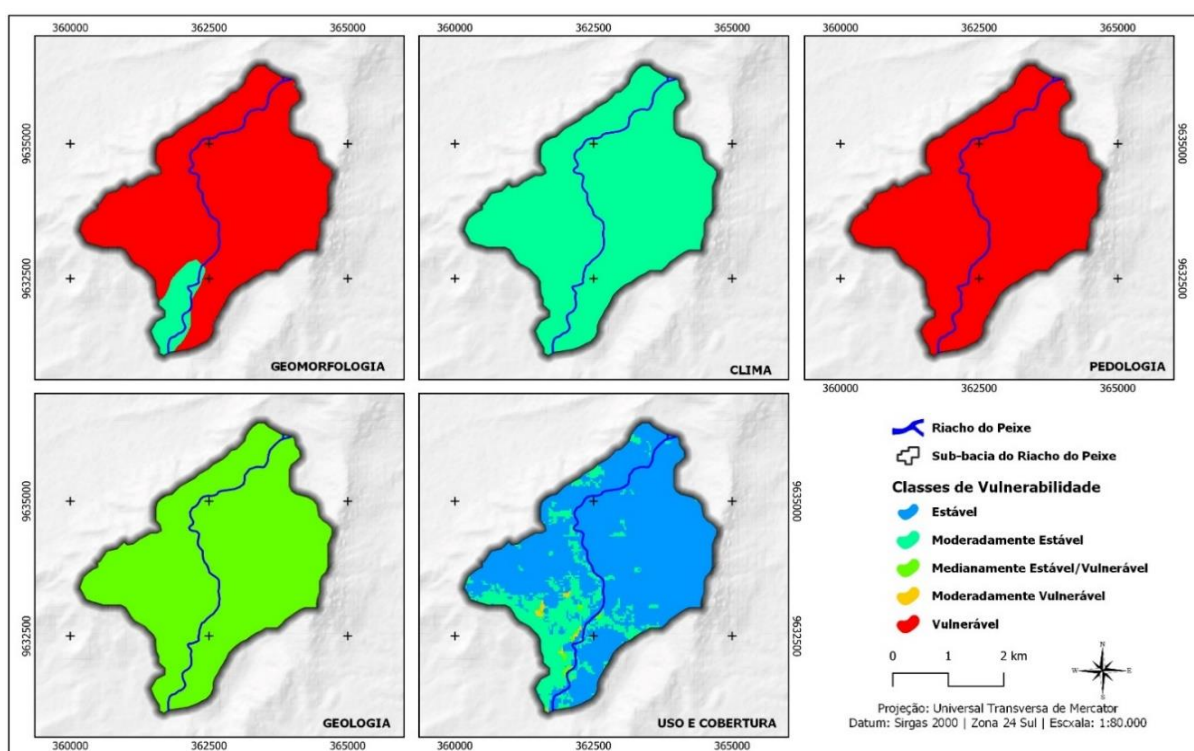 360000 362500 365000 360000 362500 365000
9635000
9632500
GEOMORFOLOGIA
CLIMA
PEDOLOGIA
9635000
9632500
360000 362500 365000
9635000
9632500
GEOLOGIA
USO E COBERTURA
9635000
9632500
360000 362500 365000 360000 362500 365000
Riacho do Peixe
Sub-bacia do Riacho do Peixe
Classes de Vulnerabilidade
Estável
Moderadamente Estável
Medianamente Estável/Vulnerável
Moderadamente Vulnerável
Vulnerável
0 1 2 km
N
W E
S
Projeção: Universal Transversa de Mercator
Datum: Sirgas 2000 | Zona 24 Sul | Escxala: 1:80.000